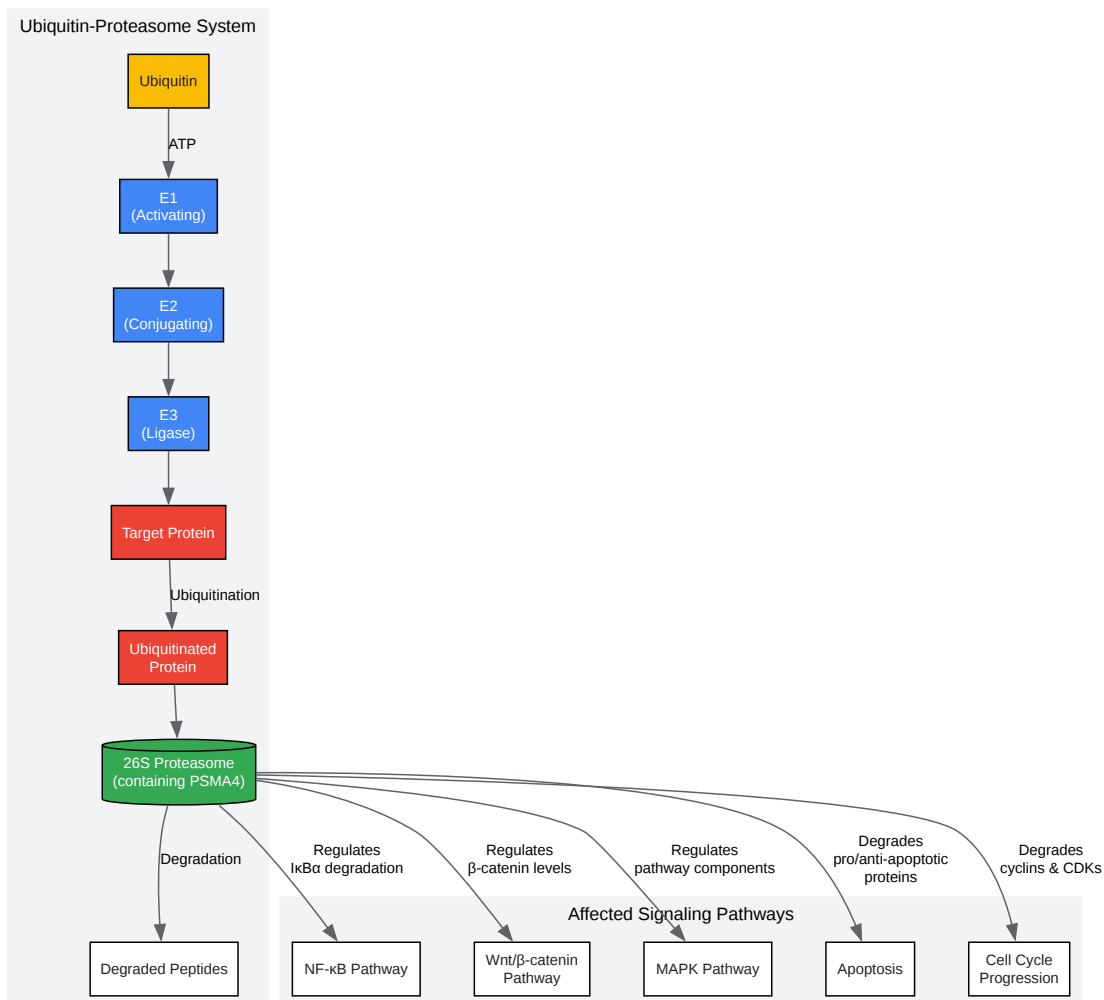 Ubiquitin-Proteasome System
Ubiquitin
ATP
E1
(Activating)
E2
(Conjugating)
E3
(Ligase)
Target Protein
Ubiquitination
Ubiquitinated
Protein
26S Proteasome
(containing PSMA4)
Degradation
Regulates
IκBα degradation
Regulates
β-catenin levels
Regulates
pathway components
Degrades
pro/anti-apoptotic
proteins
Degrades
cyclins & CDKs
Affected Signaling Pathways
Degraded Peptides
NF-κB Pathway
Wnt/β-catenin
Pathway
MAPK Pathway
Apoptosis
Cell Cycle
Progression